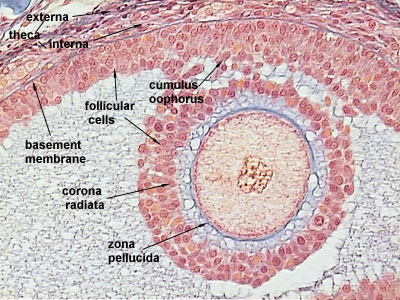 externa
theca
interna
cumulus
oophorus
follicular
cells
basement
membrane
corona
radiata
zona
pellucida